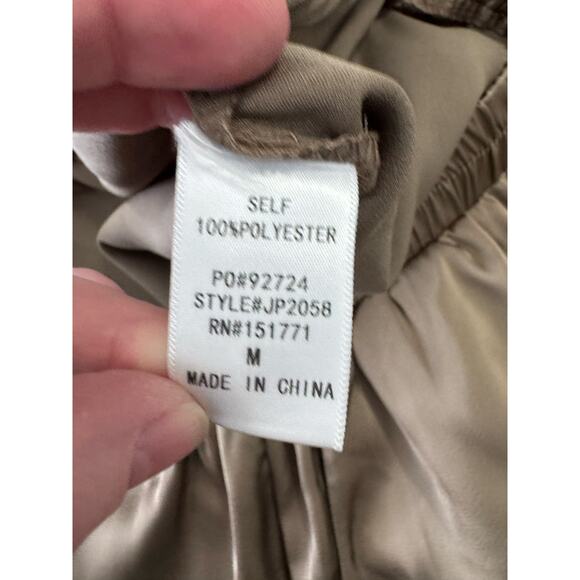 SELF
100%POLYESTER
PO#92724
STYLE#JP2058
RN#151771
M
MADE IN CHINA